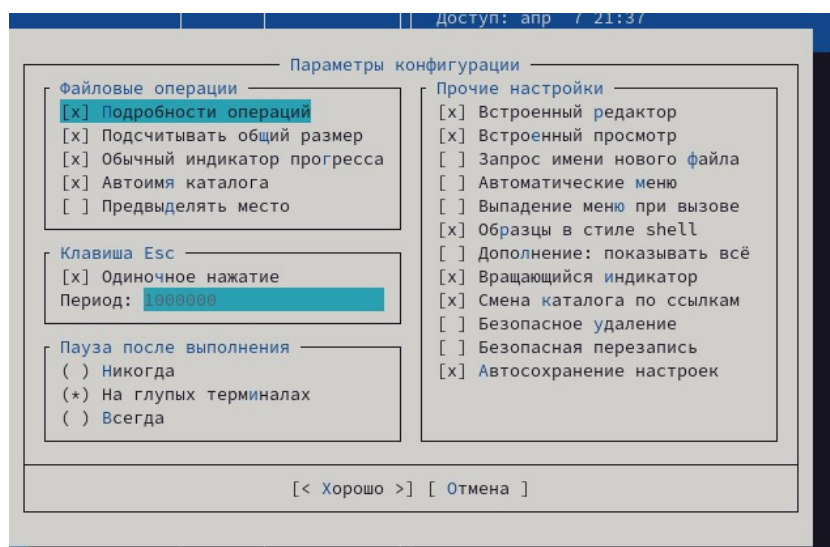 Доступ: апр 7 21:37
Параметры конфигурации
Файловые операции
[x] Подробности операций
[x] Подсчитывать общий размер
[x] Обычный индикатор прогресса
[x] Автоимя каталога
[ ] Предвыделять место
Клавиша Esc
[x] Одиночное нажатие
Период: 1000000
Пауза после выполнения
( ) Никогда
(*) На глупых терминалах
( ) Всегда
Прочие настройки
[x] Встроенный редактор
[x] Встроенный просмотр
[ ] Запрос имени нового файла
[ ] Автоматические меню
[ ] Выпадение меню при вызове
[x] Образцы в стиле shell
[ ] Дополнение: показывать всё
[x] Вращающийся индикатор
[x] Смена каталога по ссылкам
[ ] Безопасное удаление
[ ] Безопасная перезапись
[x] Автосохранение настроек
[< Хорошо >] [ Отмена ]